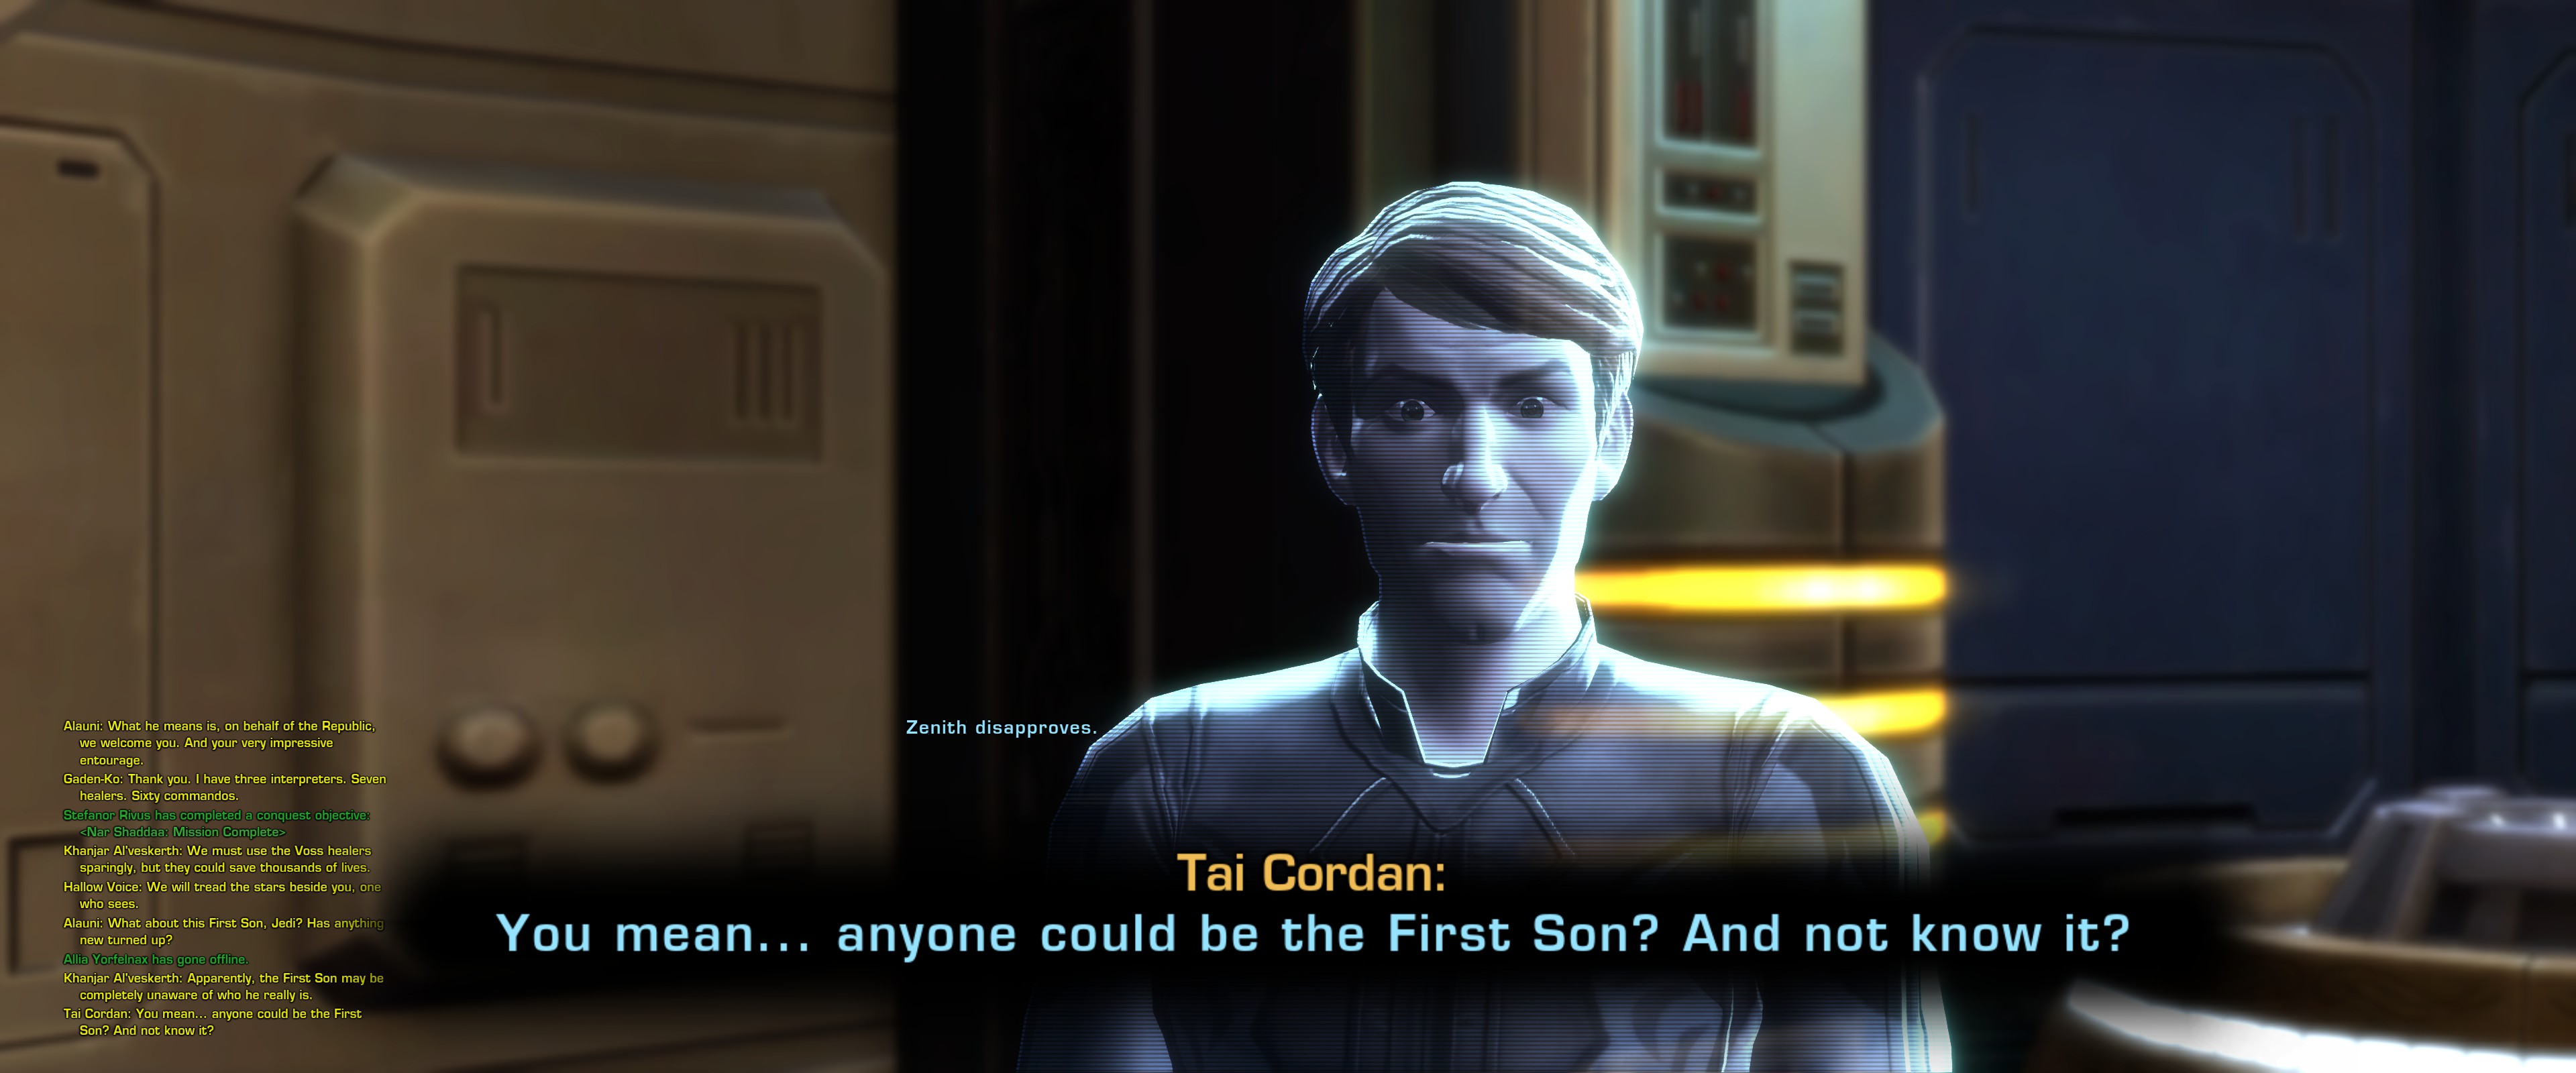 Alauni: What he means is, on behalf of the Republic,
we welcome you. And your very impressive
entourage.
Gaden-Ko: Thank you. I have three interpreters. Seven
healers. Sixty commandos.
Stefanor Rivus has completed a conquest objective:
<Nar Shaddaa: Mission Complete>
Khanjar Al'veskerth: We must use the Voss healers
sparingly, but they could save thousands of lives.
Hallow Voice: We will tread the stars beside you, one
who sees.
Alauni: What about this First Son, Jedi? Has anything
new turned up?
Allia Yorfelnax has gone offline.
Khanjar Al'veskerth: Apparently, the First Son may be
completely unaware of who he really is.
Tai Cordan: You mean... anyone could be the First
Son? And not know it?
Zenith disapproves.
Tai Cordan:
You mean... anyone could be the First Son? And not know it?